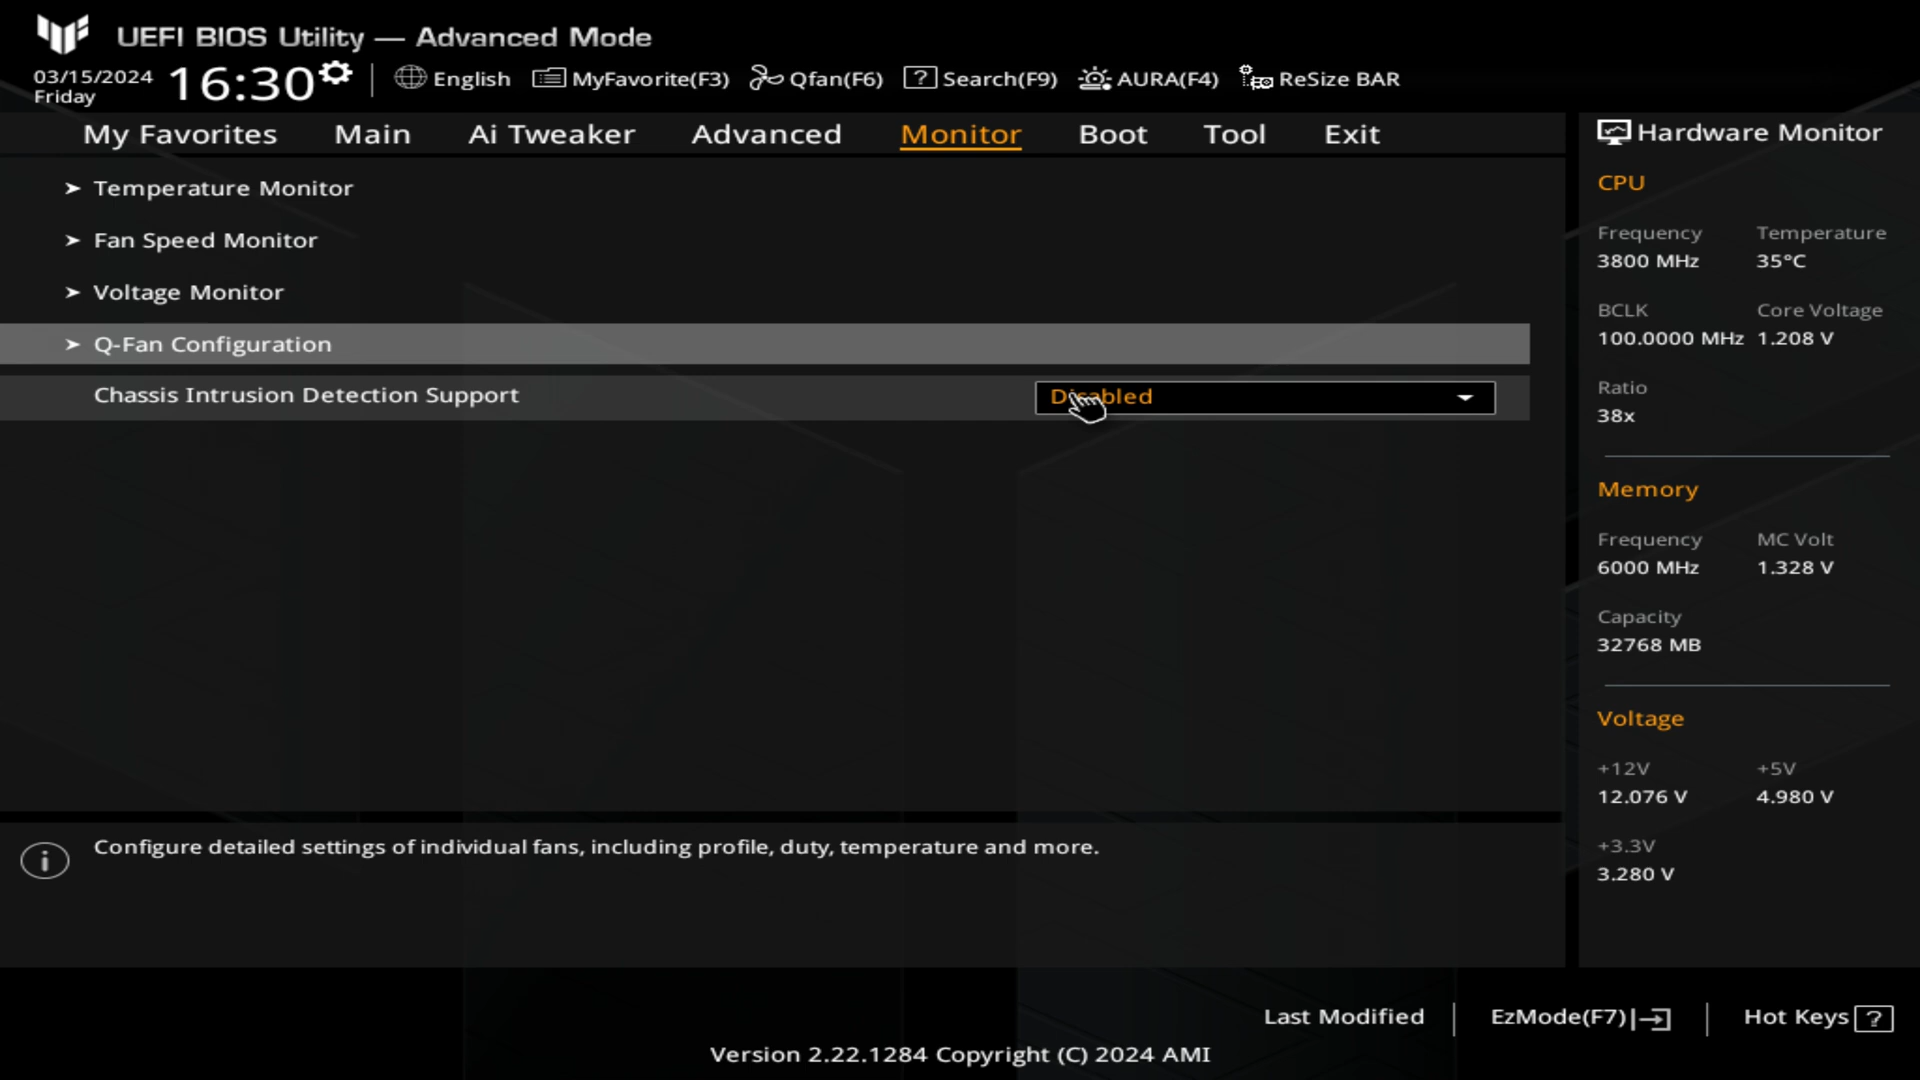 UEFI BIOS Utility — Advanced Mode
03/15/2024
Friday
16:30
English
MyFavorite(F3)
Qfan(F6)
Search(F9)
AURA(F4)
ReSize BAR
My Favorites
Main
Ai Tweaker
Advanced
Monitor
Boot
Tool
Exit
Temperature Monitor
Fan Speed Monitor
Voltage Monitor
Q-Fan Configuration
Chassis Intrusion Detection Support
Disabled
Configure detailed settings of individual fans, including profile, duty, temperature and more.
Hardware Monitor
CPU
Frequency Temperature
3800 MHz 35°C
BCLK Core Voltage
100.0000 MHz 1.208 V
Ratio
38x
Memory
Frequency MC Volt
6000 MHz 1.328 V
Capacity
32768 MB
Voltage
+12V +5V
12.076 V 4.980 V
+3.3V
3.280 V
Last Modified
EzMode(F7)
Hot Keys ?
Version 2.22.1284 Copyright (C) 2024 AMI